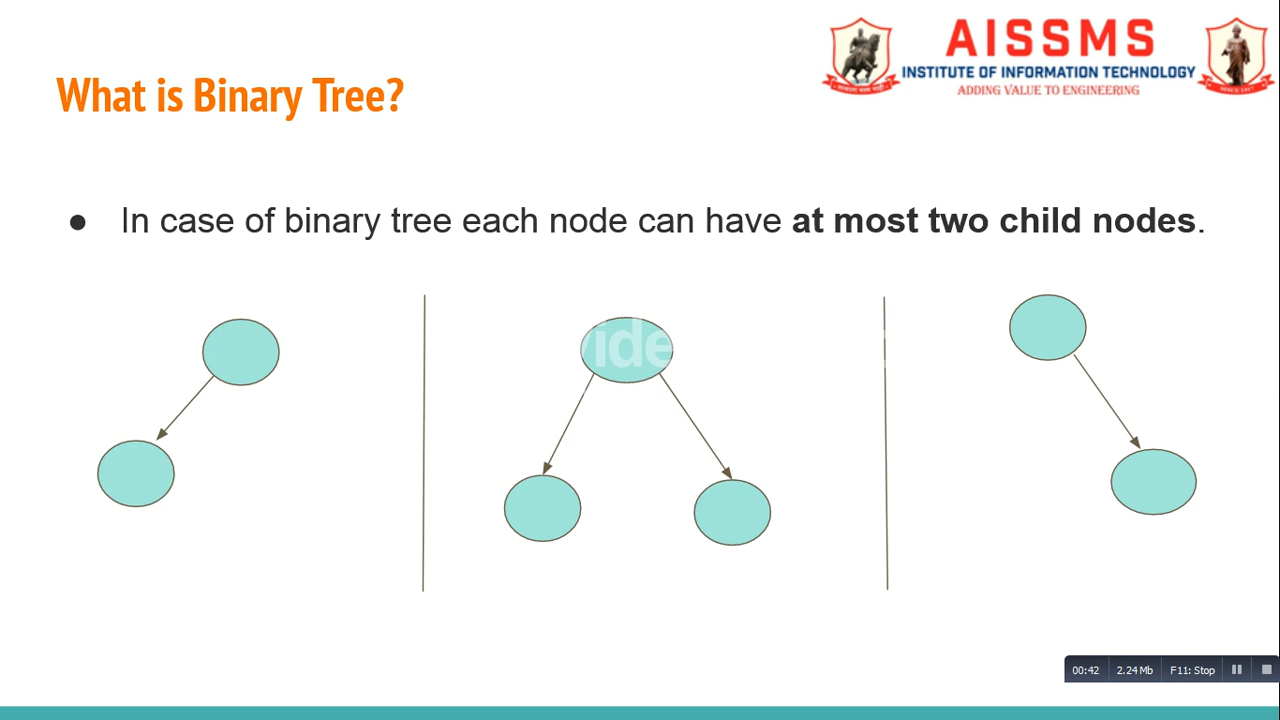 AISSMS
INSTITUTE OF INFORMATION TECHNOLOGY
ADDING VALUE TO ENGINEERING
What is Binary Tree?
● In case of binary tree each node can have at most two child nodes.
00:42 2.24 Mb F11: Stop